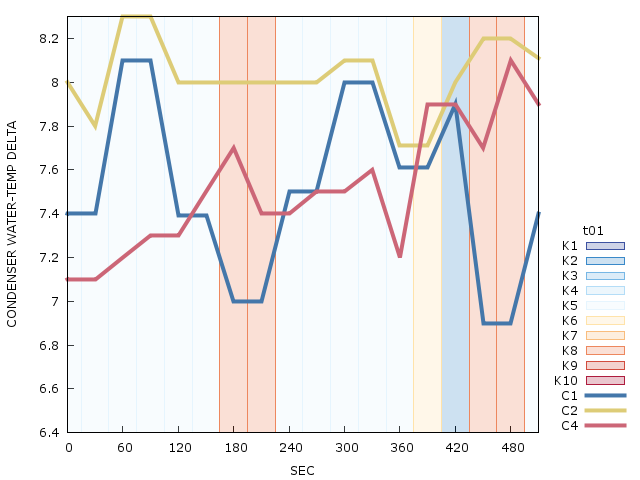 8.2
8
7.8
7.6
7.4
7.2
7
6.8
6.6
6.4
CONDENSER WATER-TEMP DELTA
0 60 120 180 240 300 360 420 480
SEC
t01
K1
K2
K3
K4
K5
K6
K7
K8
K9
K10
C1
C2
C4